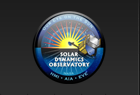 SOLAR
DYNAMICS
OBSERVATORY
HMI • AIA • EVE